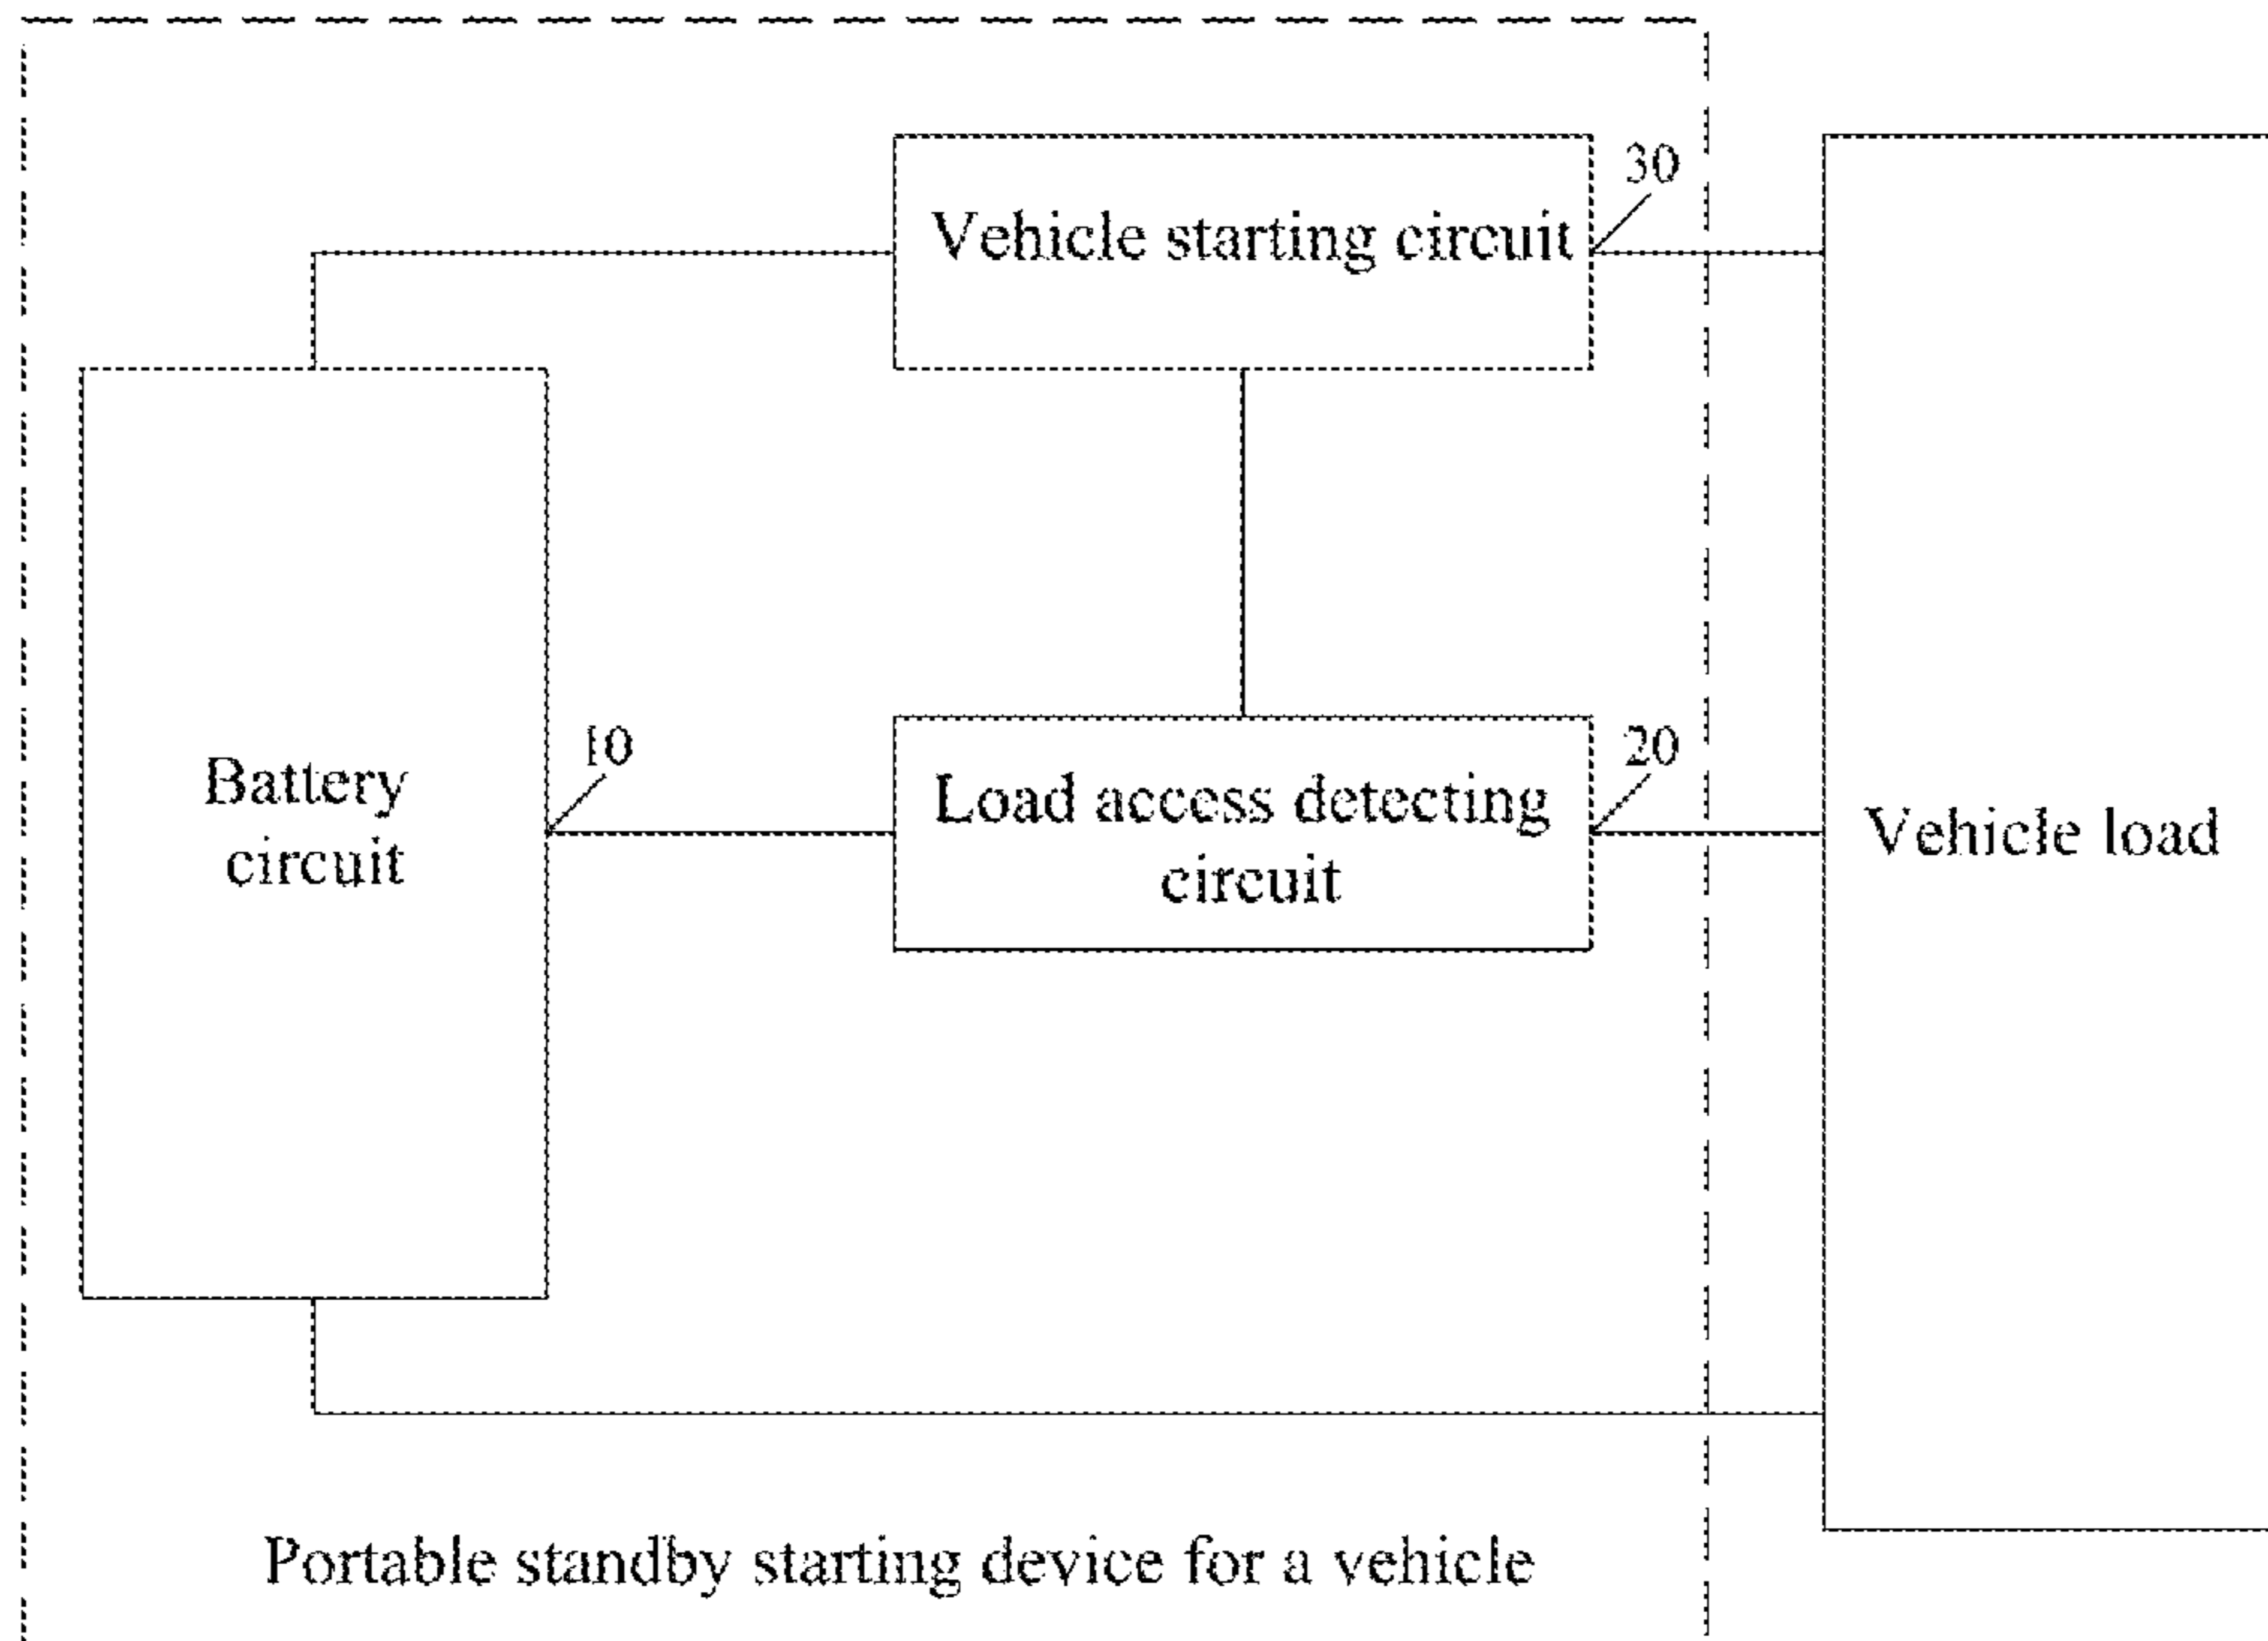 30
Vehicle starting circuit
10
20
Battery
circuit
Load access detecting
circuit
Vehicle load
Portable standby starting device for a vehicle